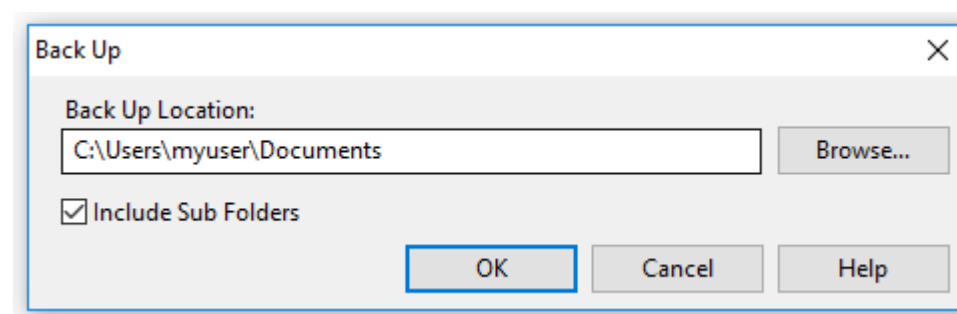 Back Up
Back Up Location:
C:\Users\myuser\Documents
Browse...
Include Sub Folders
OK
Cancel
Help